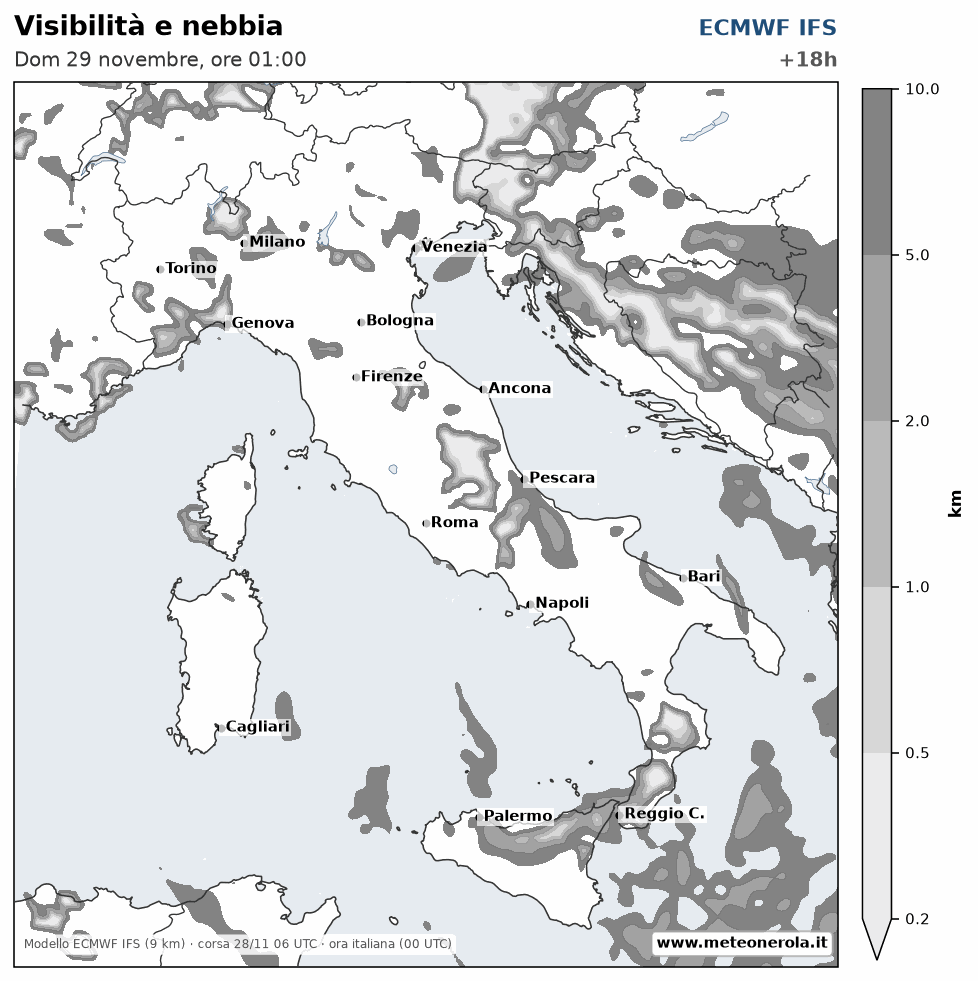 Visibilità e nebbia
ECMWF IFS
Dom 29 novembre, ore 01:00
+18h
10.0
5.0
2.0
1.0
0.5
0.2
km
Milano
Venezia
Torino
Genova
Bologna
Firenze
Ancona
Pescara
Roma
Bari
Napoli
Cagliari
Palermo
Reggio C.
Modello ECMWF IFS (9 km) · corsa 28/11 06 UTC · ora italiana (00 UTC)
www.meteonerola.it